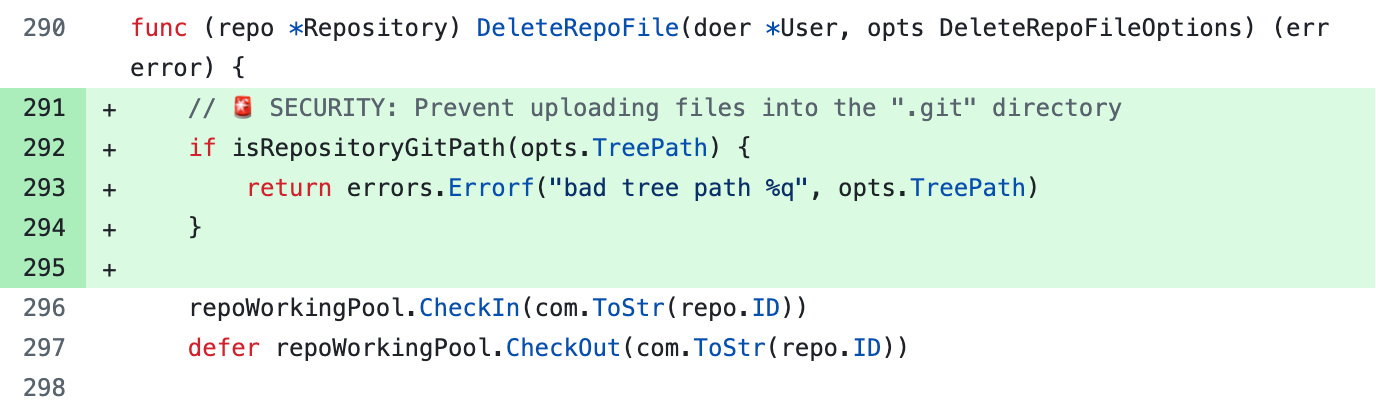 290 func (repo *Repository) DeleteRepoFile(doer *User, opts DeleteRepoFileOptions) (err
error) {
291 + // 🚨 SECURITY: Prevent uploading files into the ".git" directory
292 + if isRepositoryGitPath(opts.TreePath) {
293 + return errors.Errorf("bad tree path %q", opts.TreePath)
294 + }
295 +
296 repoWorkingPool.CheckIn(com.ToStr(repo.ID))
297 defer repoWorkingPool.CheckOut(com.ToStr(repo.ID))
298